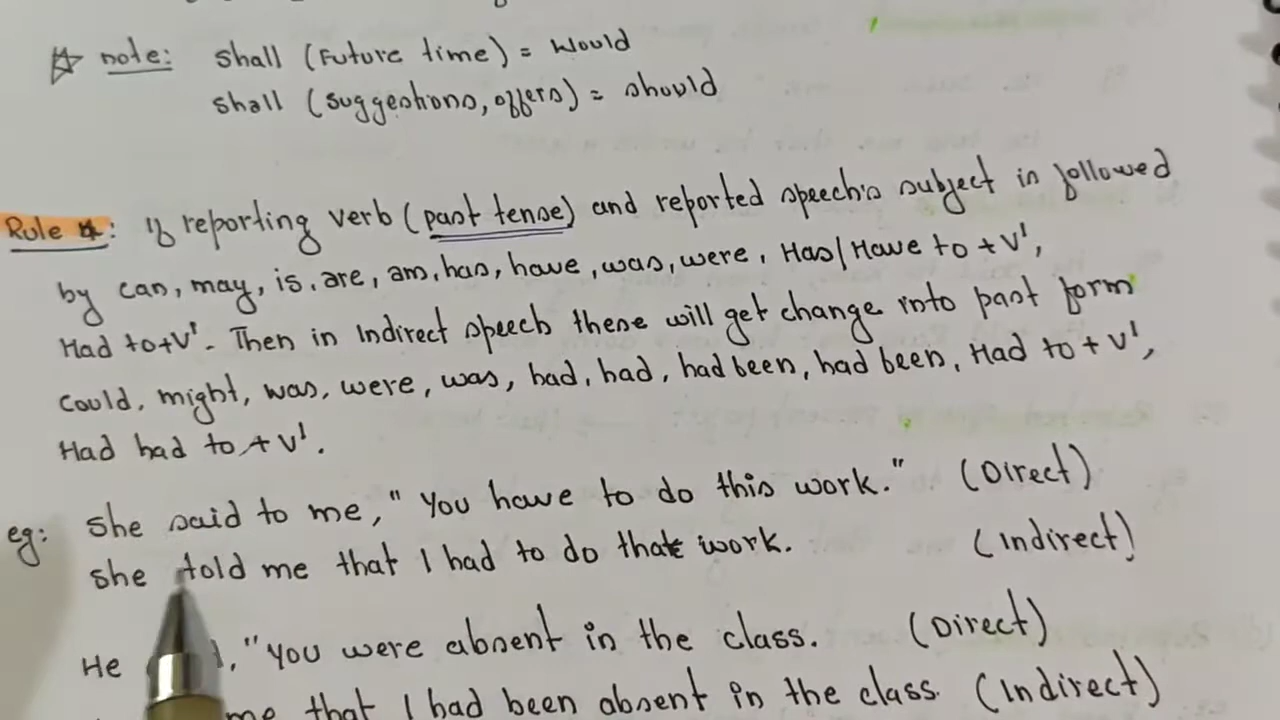 note: shall (Future time) = Would
shall (suggestions, offers) = should
Rule 4: If reporting verb (past tense) and reported speech's subject is followed
by can, may, is, are, am, has, have, was, were, Has/Have to + V¹,
Had to+V¹. Then in Indirect speech these will get change into past form
could, might, was, were, was, had, had, had been, had been, Had to + V¹,
Had had to + V¹.
eg: She said to me, "You have to do this work." (Direct)
She told me that I had to do that work. (Indirect)
He "You were absent in the class. (Direct)
me that I had been absent in the class. (Indirect)